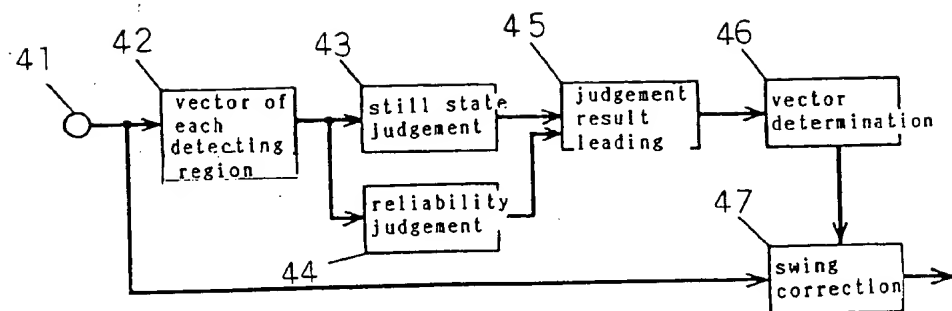 41
42
43
45
46
vector of
each
detecting
region
still state
judgement
judgement
result
leading
vector
determination
reliability
judgement
44
47
swing
correction